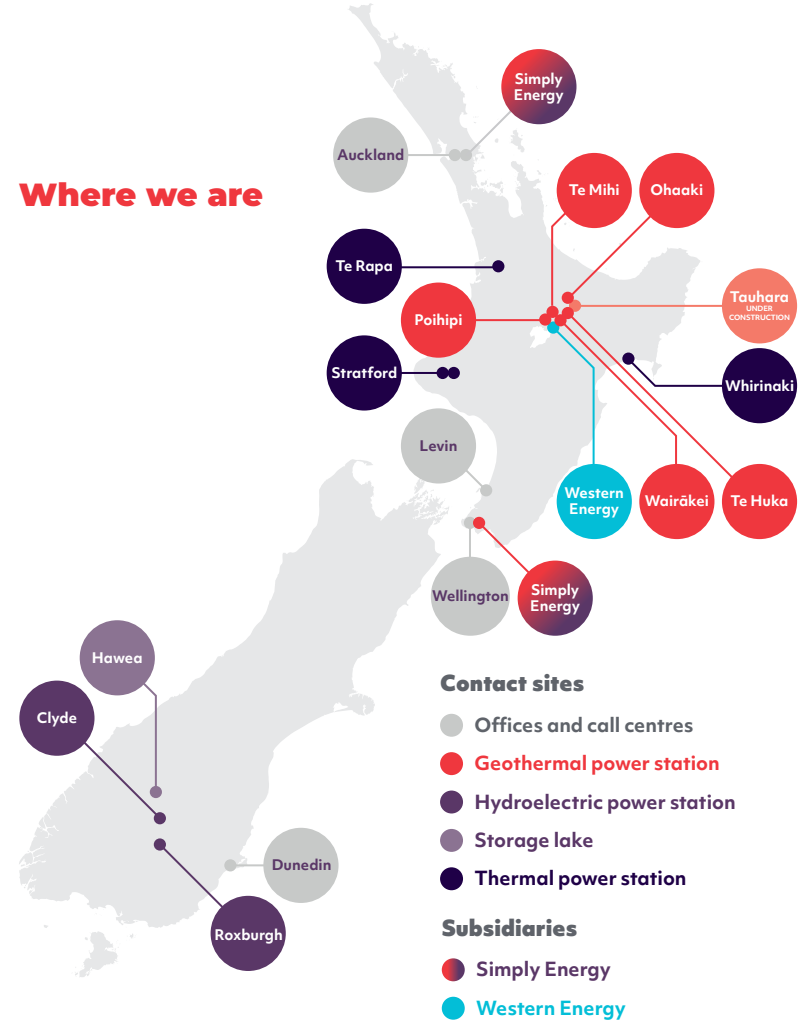 Where we are
Simply
Energy
Auckland
Te Mihi
Ohaaki
Te Rapa
Tauhara
UNDER
CONSTRUCTION
Poihipi
Stratford
Whirinaki
Levin
Western
Energy
Wairākei
Te Huka
Wellington
Simply
Energy
Hawea
Clyde
Dunedin
Roxburgh
Contact sites
Offices and call centres
Geothermal power station
Hydroelectric power station
Storage lake
Thermal power station
Subsidiaries
Simply Energy
Western Energy